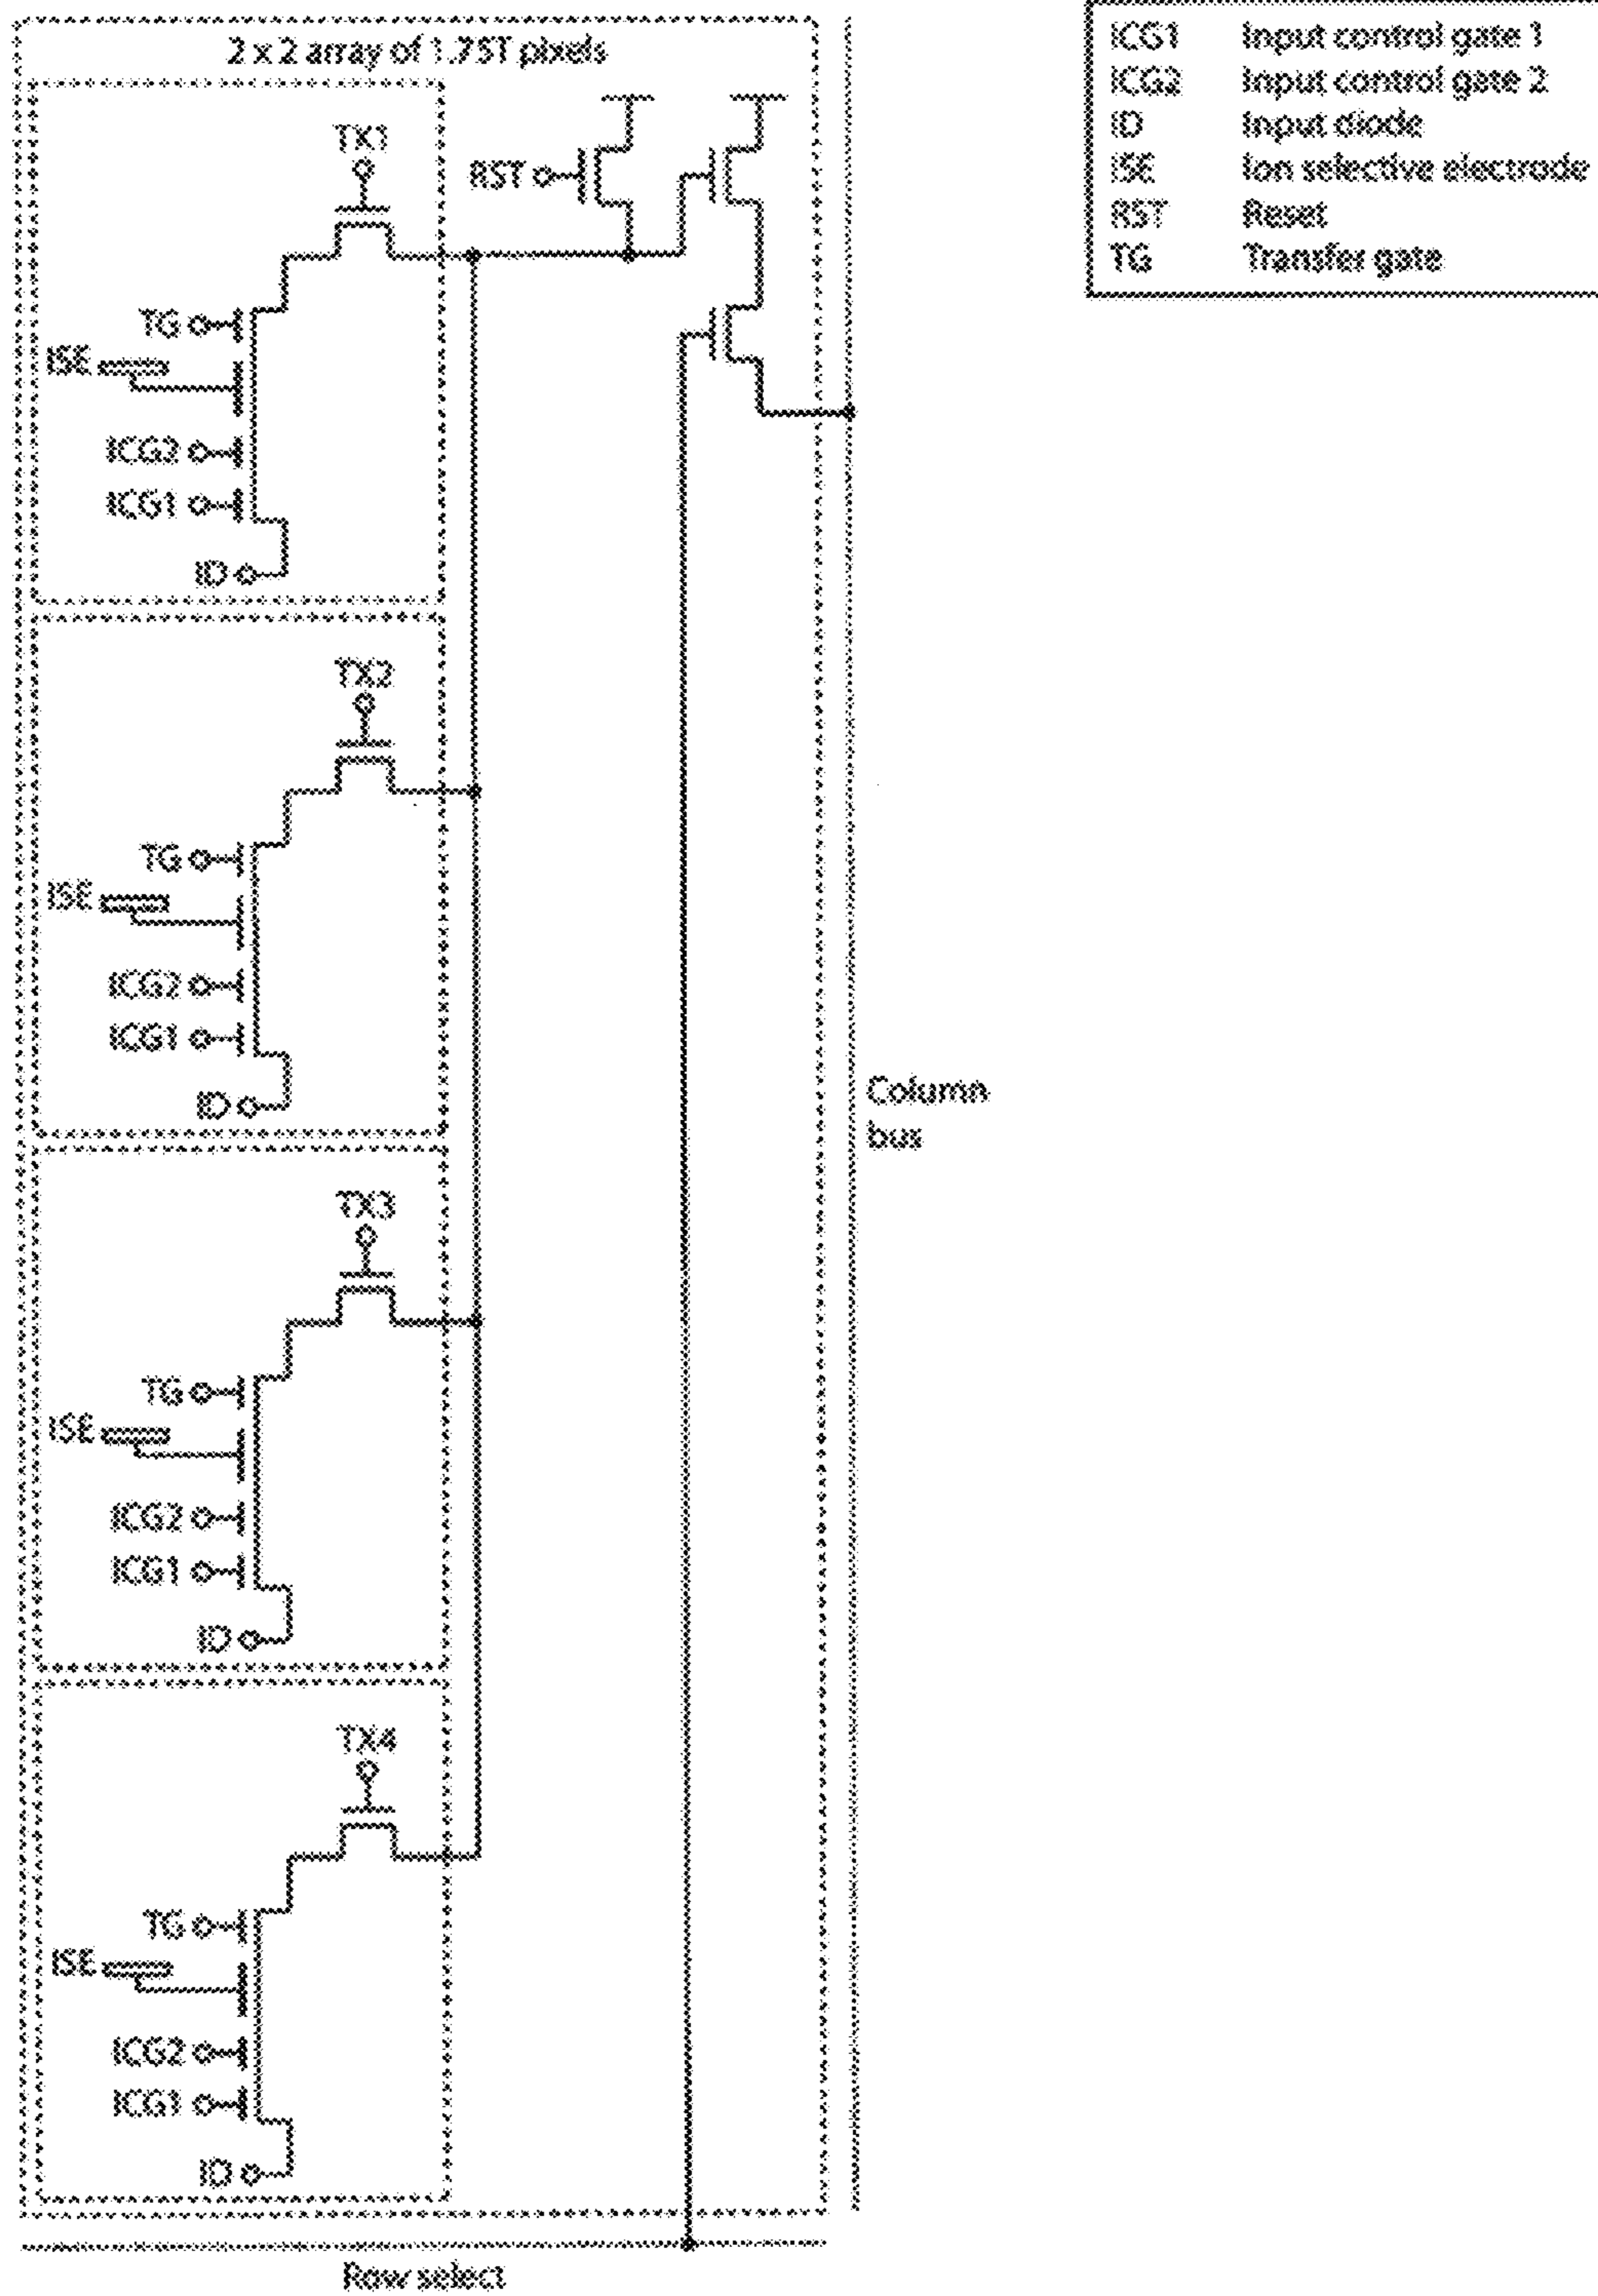 2 x 2 array of 1.75T pixels
TX1
RST
TG
ISE
ICG2
ICG1
ID
TX2
TG
ISE
ICG2
ICG1
ID
TX3
TG
ISE
ICG2
ICG1
ID
TX4
TG
ISE
ICG2
ICG1
ID
Row select
Column
bus
ICG1 Input control gate 1
ICG2 Input control gate 2
ID Input diode
ISE Ion selective electrode
RST Reset
TG Transfer gate